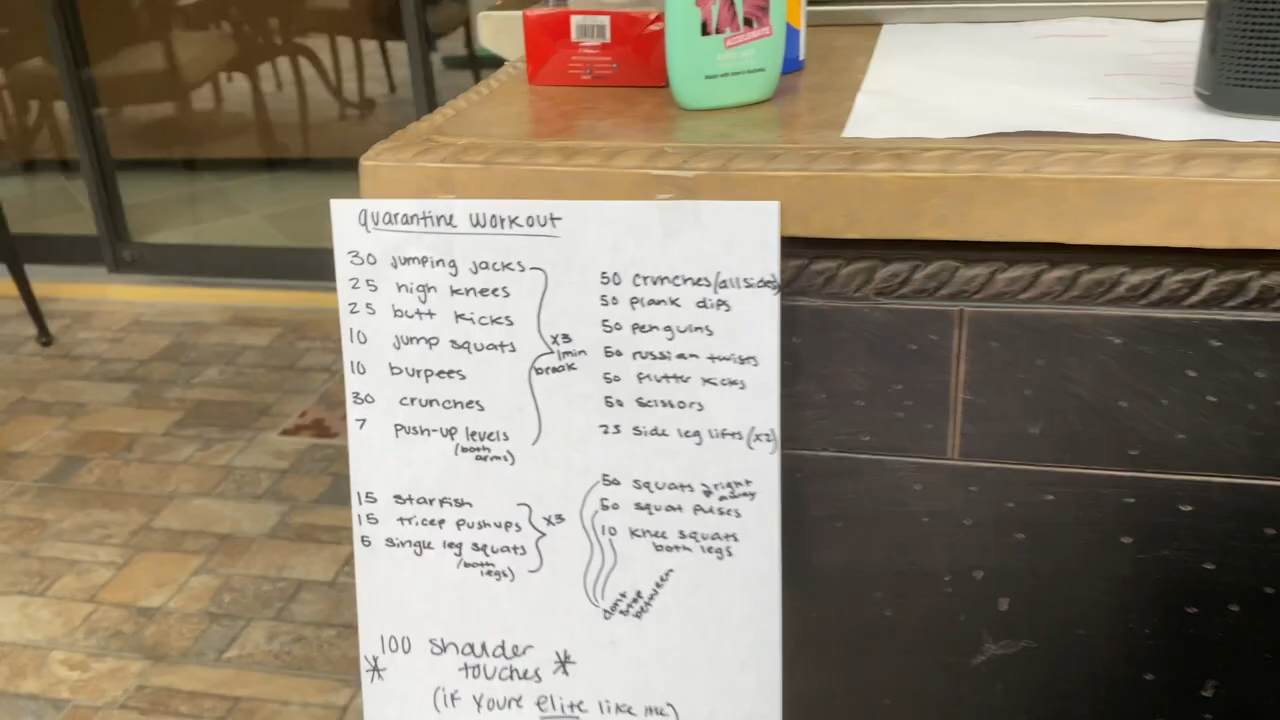 ACCELERATE
quarantine workout
30 jumping jacks
25 high knees
25 butt kicks
10 jump squats
10 burpees
30 crunches
7 push-up levels
(both
arms)
x3
1min
break
15 starfish
15 tricep pushups
5 single leg squats
(both
legs)
x3
50 crunches (all sides)
50 plank dips
50 penguins
50 russian twists
50 flutter kicks
50 scissors
25 side leg lifts (x2)
50 squats right
away
50 squat pulses
10 knee squats
both legs
dont
stop
between
100 shoulder
touches
(if youre elite like me)